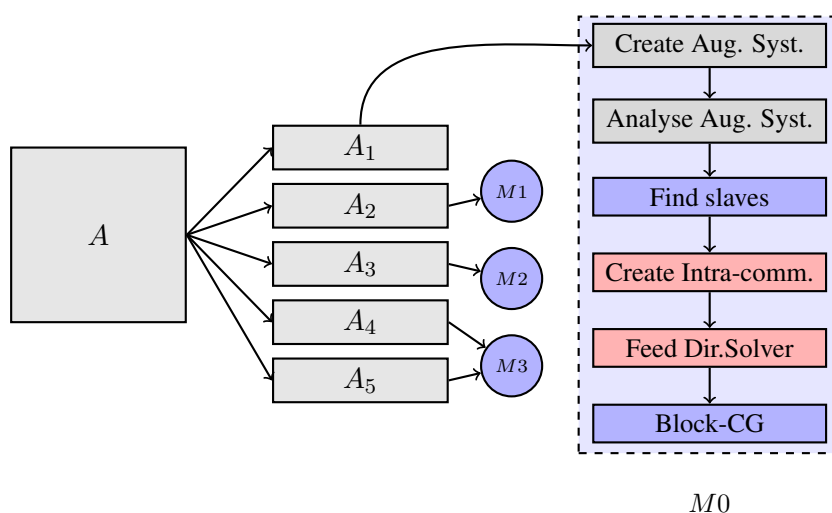 A
A₁
A₂
A₃
A₄
A₅
M1
M2
M3
Create Aug. Syst.
Analyse Aug. Syst.
Find slaves
Create Intra-comm.
Feed Dir.Solver
Block-CG
M0